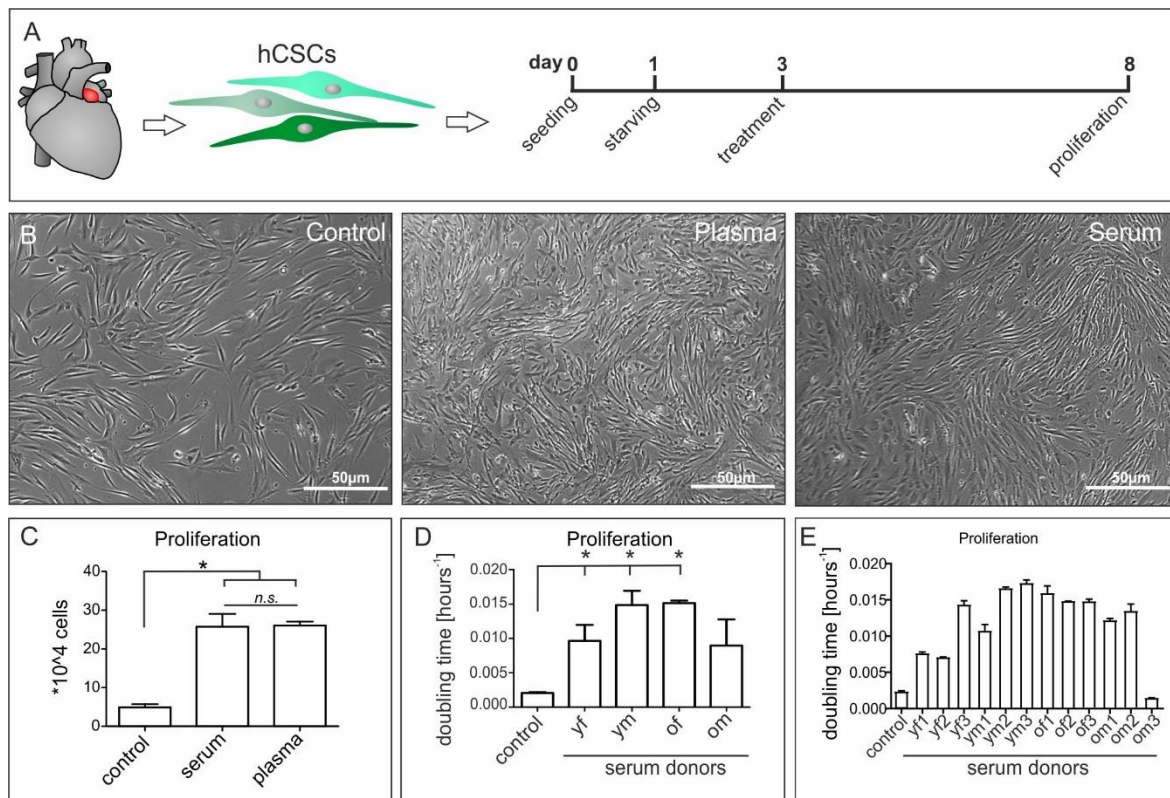 A
hCSCs
day 0 1 3 8
seeding starving treatment proliferation
B
Control
Plasma
Serum
50µm
50µm
50µm
C
Proliferation
*
n.s.
*10^4 cells
40
30
20
10
0
control serum plasma
D
Proliferation
* * *
doubling time [hours⁻¹]
0.020
0.015
0.010
0.005
0.000
control yf ym of om
serum donors
E
Proliferation
doubling time [hours⁻¹]
0.020
0.015
0.010
0.005
0.000
control yf1 yf2 yf3 ym1 ym2 ym3 of1 of2 of3 om1 om2 om3
serum donors